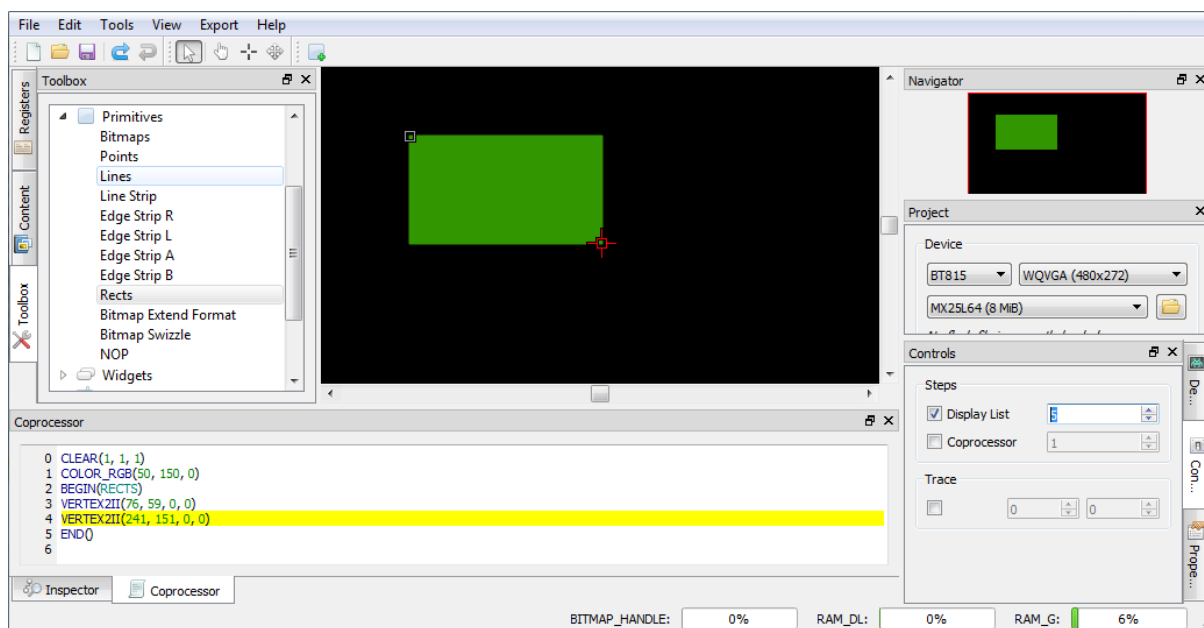 File Edit Tools View Export Help
Registers
Content
Toolbox
Toolbox
Primitives
Bitmaps
Points
Lines
Line Strip
Edge Strip R
Edge Strip L
Edge Strip A
Edge Strip B
Rects
Bitmap Extend Format
Bitmap Swizzle
NOP
Widgets
Navigator
Project
Device
BT815 WQVGA (480x272)
MX25L64 (8 MiB)
Controls
Steps
Display List 5
Coprocessor 1
Trace
0 0
De...
Con...
Prope...
Coprocessor
0 CLEAR(1, 1, 1)
1 COLOR_RGB(50, 150, 0)
2 BEGIN(RECTS)
3 VERTEX2II(76, 59, 0, 0)
4 VERTEX2II(241, 151, 0, 0)
5 END()
6
Inspector Coprocessor
BITMAP_HANDLE: 0% RAM_DL: 0% RAM_G: 6%